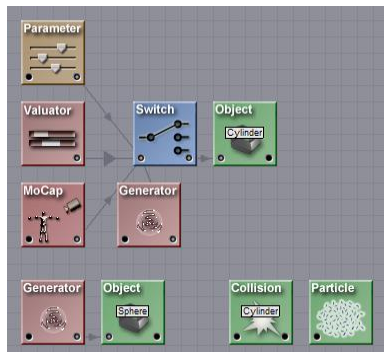 Parameter
Valuator
Switch
Object
Cylinder
MoCap
Generator
Generator
Object
Sphere
Collision
Cylinder
Particle